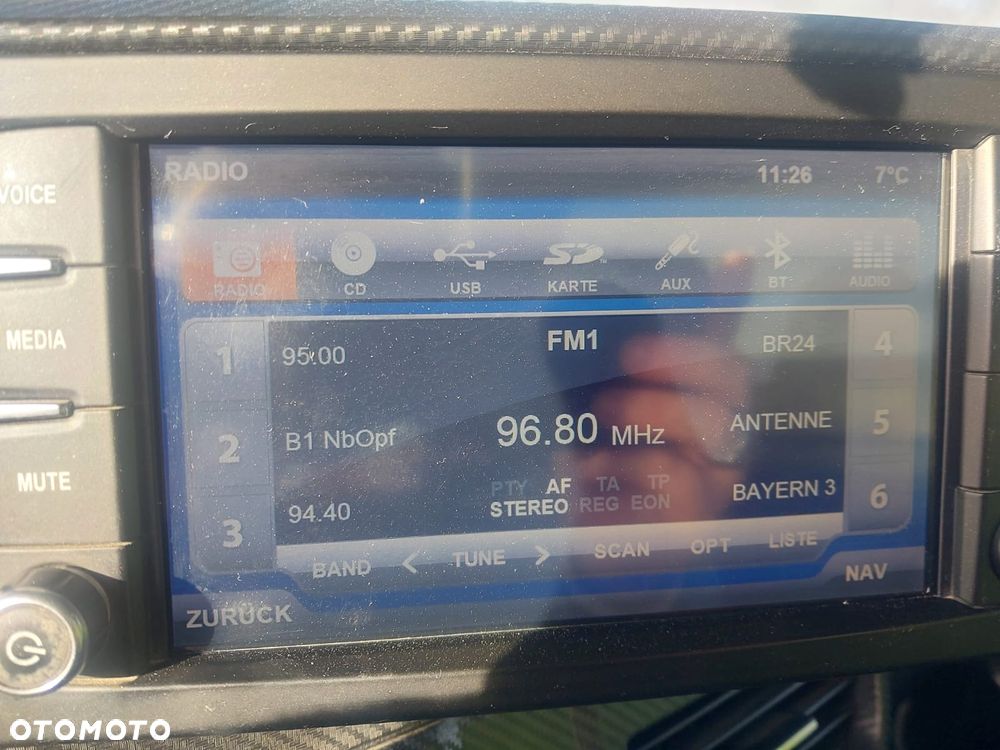 VOICE
MEDIA
MUTE
RADIO 11:26 7°C
RADIO CD USB SD KARTE AUX BT AUDIO
1 95.00 FM1 BR24 4
2 B1 NbOpf 96.80 MHz ANTENNE 5
PTY AF TA TP
3 94.40 STEREO REG EON BAYERN 3 6
BAND < TUNE > SCAN OPT LISTE
ZURÜCK NAV
OTOMOTO